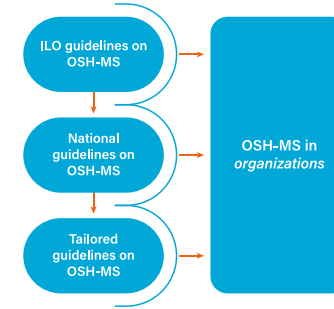 ILO guidelines on
OSH-MS
National
guidelines on
OSH-MS
Tailored
guidelines on
OSH-MS
OSH-MS in
organizations